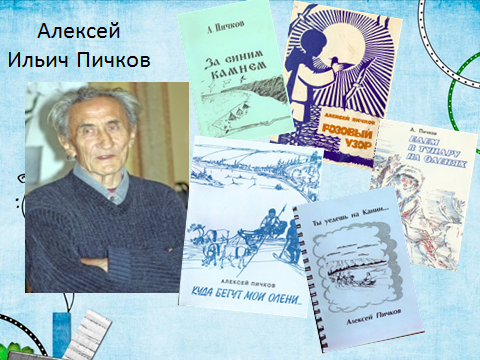 Алексей
Ильич Пичков
А. Пичков
За синим
камнем
АЛЕКСЕЙ ПИЧКОВ
РОЗОВЫЙ
УЗОР
А. Пичков
ЕДЕМ
В ТУНДРУ
НА ОЛЕНЯХ
АЛЕКСЕЙ ПИЧКОВ
КУДА БЕГУТ МОИ ОЛЕНИ...
Ты уедешь на Канин...
Алексей Пичков